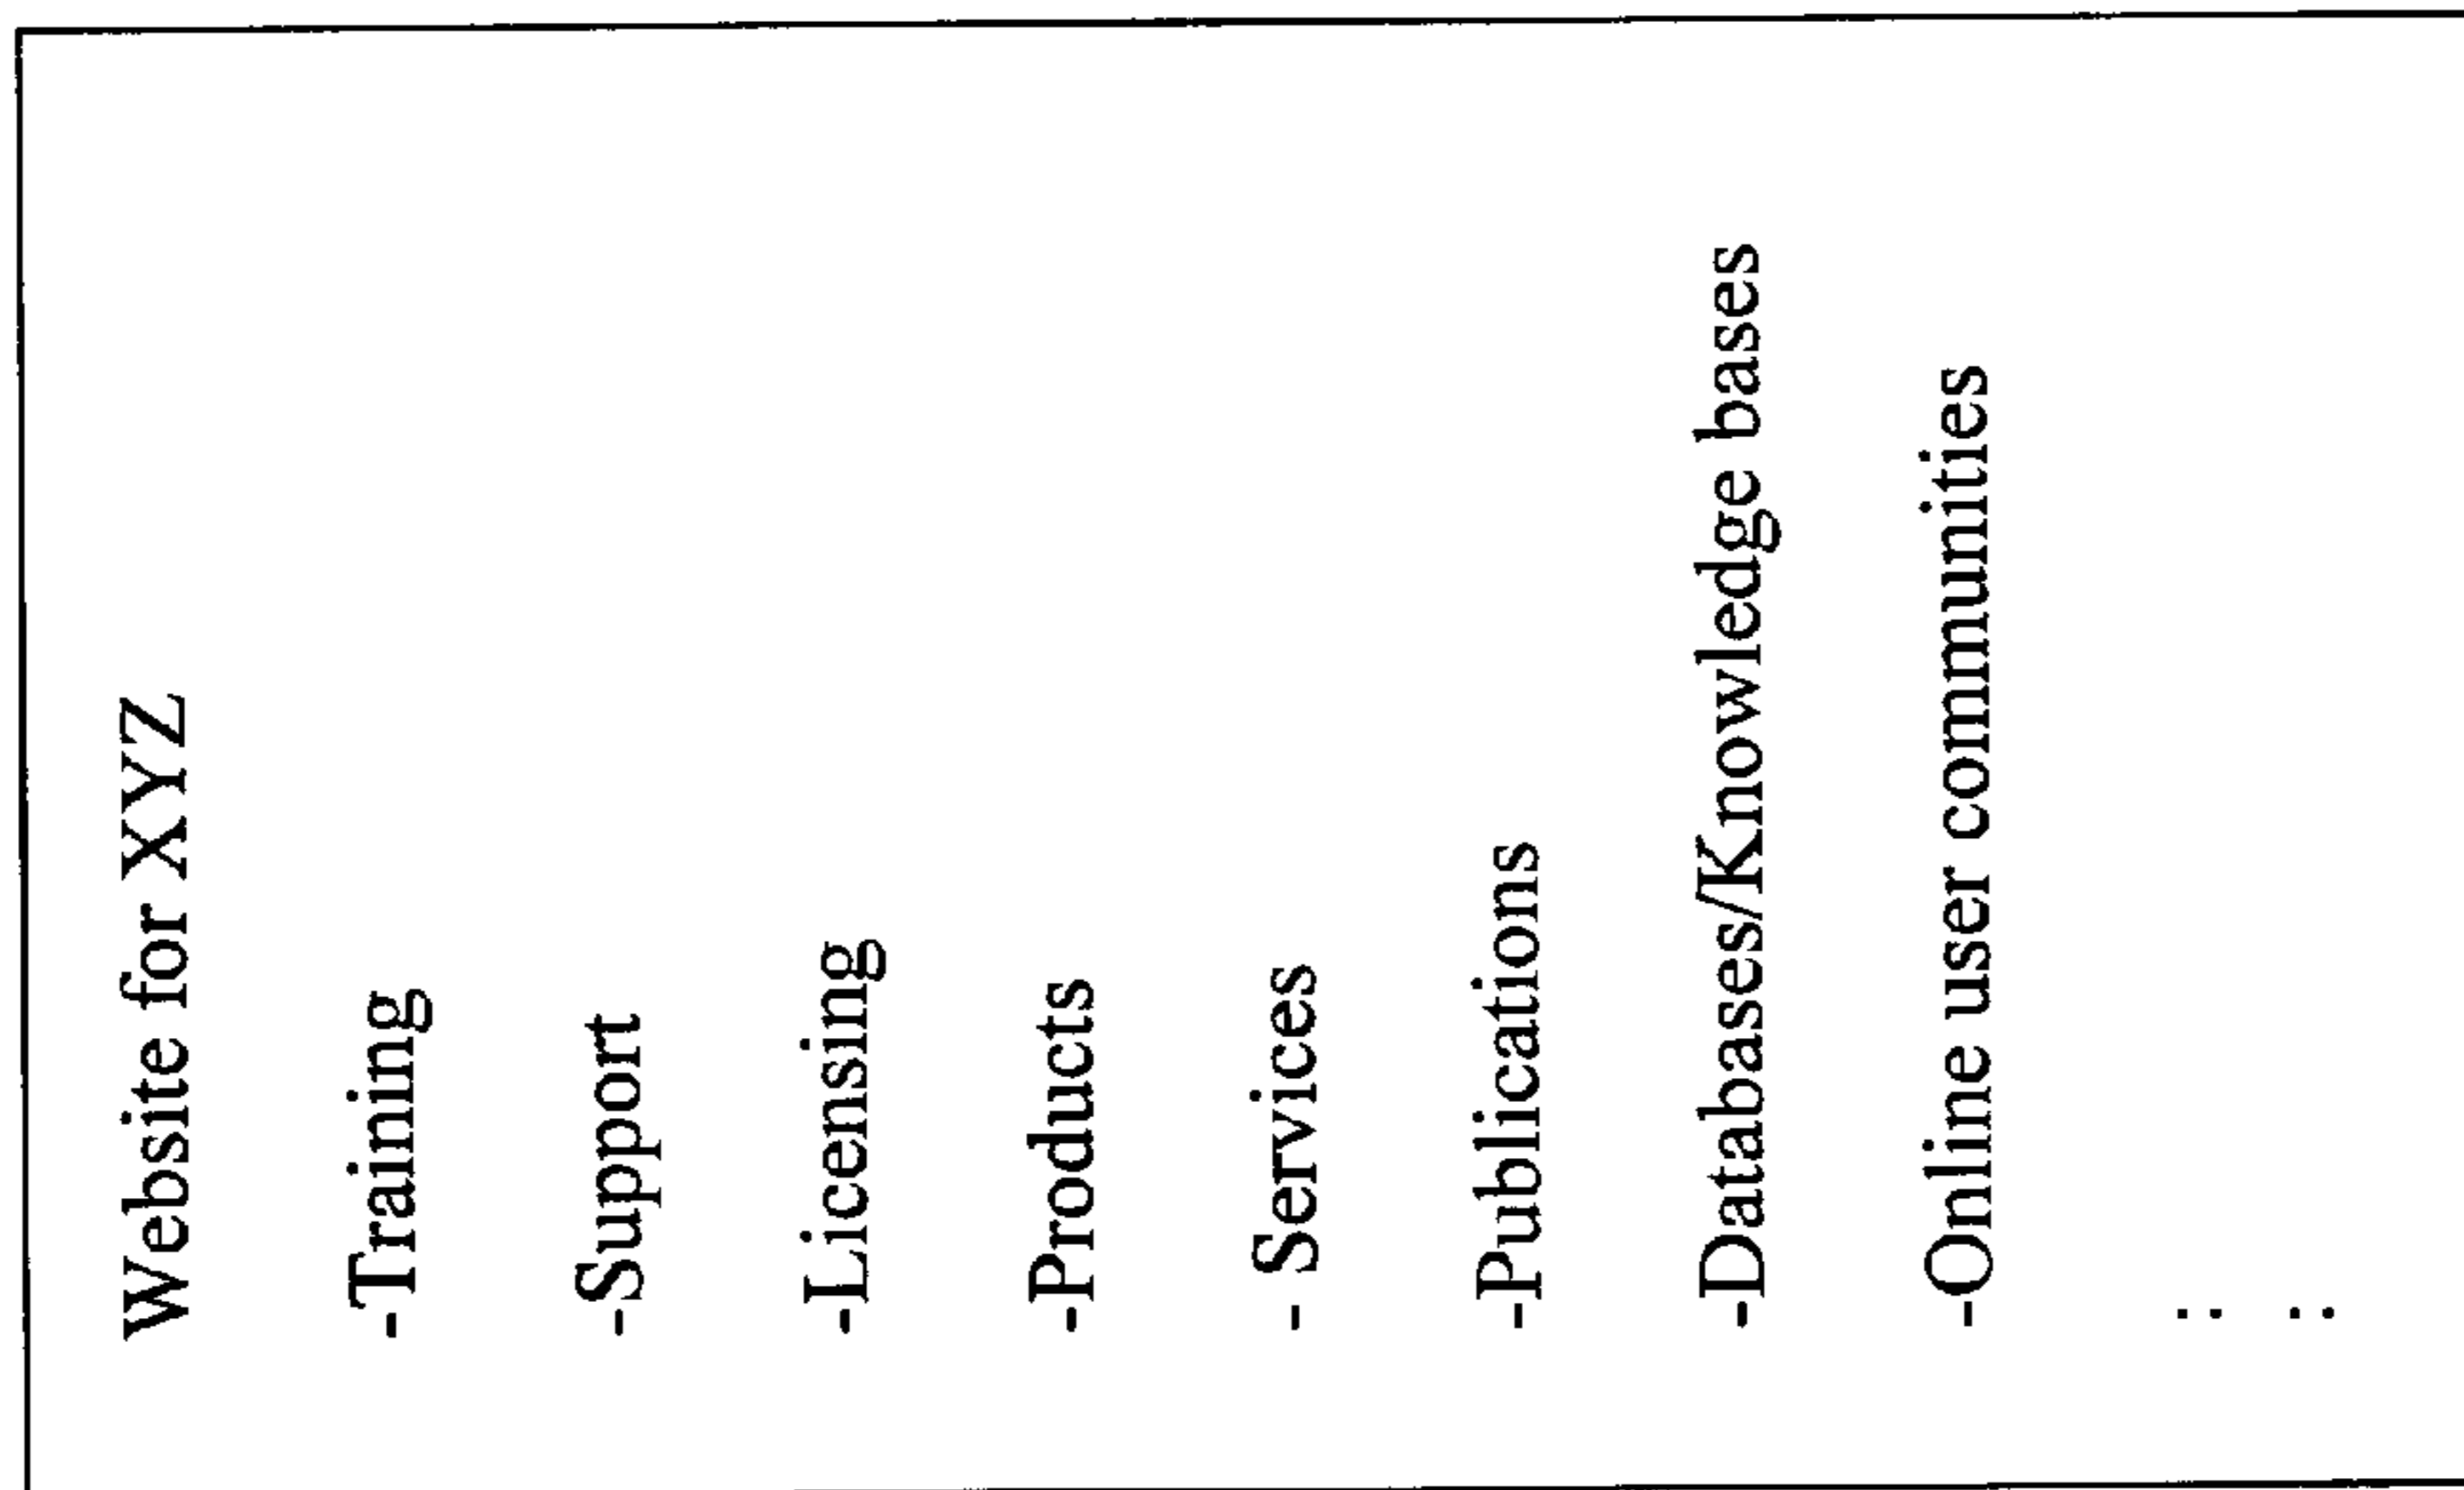 Website for XYZ
-Training
-Support
-Licensing
-Products
- Services
-Publications
-Databases/Knowledge bases
-Online user communities
: :